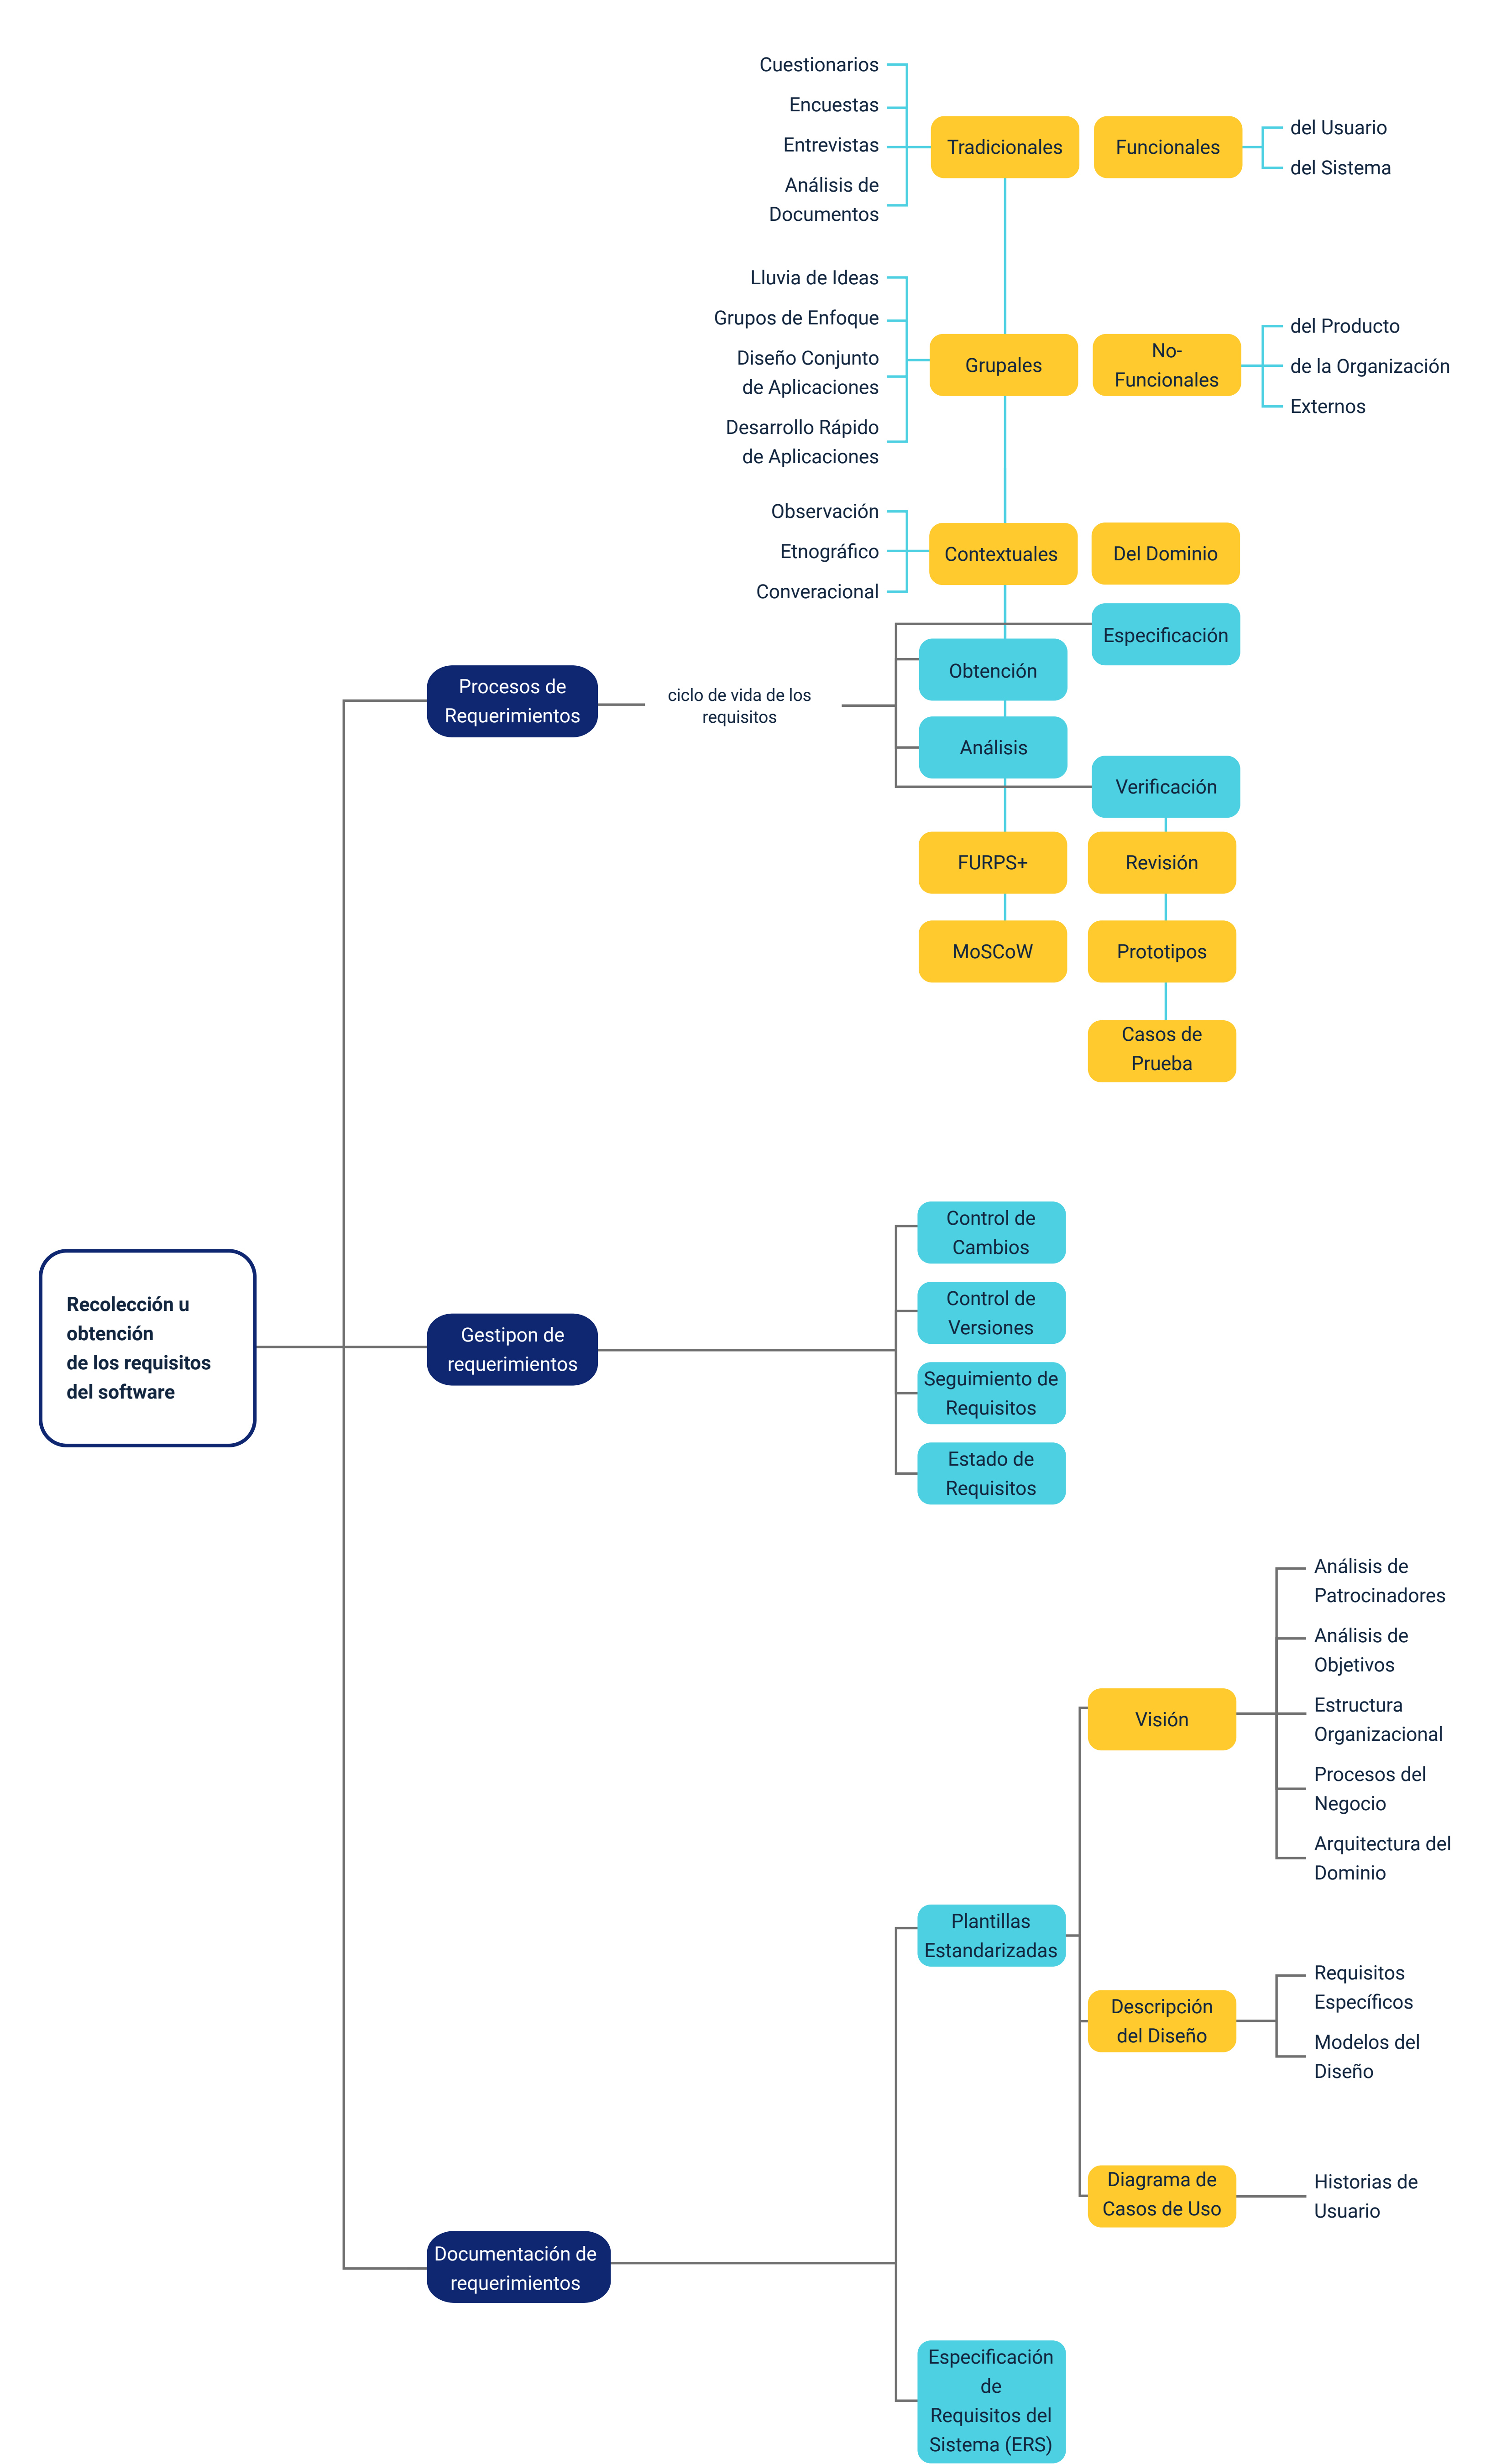 Cuestionarios
Encuestas
Entrevistas
Análisis de
Documentos
Tradicionales
Funcionales
del Usuario
del Sistema
Lluvia de Ideas
Grupos de Enfoque
Diseño Conjunto
de Aplicaciones
Desarrollo Rápido
de Aplicaciones
Grupales
No-
Funcionales
del Producto
de la Organización
Externos
Observación
Etnográfico
Converacional
Contextuales
Del Dominio
Procesos de
Requerimientos
ciclo de vida de los
requisitos
Especificación
Obtención
Análisis
Verificación
FURPS+
Revisión
MoSCoW
Prototipos
Casos de
Prueba
Recolección u
obtención
de los requisitos
del software
Gestipon de
requerimientos
Control de
Cambios
Control de
Versiones
Seguimiento de
Requisitos
Estado de
Requisitos
Documentación de
requerimientos
Plantillas
Estandarizadas
Visión
Análisis de
Patrocinadores
Análisis de
Objetivos
Estructura
Organizacional
Procesos del
Negocio
Arquitectura del
Dominio
Descripción
del Diseño
Requisitos
Específicos
Modelos del
Diseño
Diagrama de
Casos de Uso
Historias de
Usuario
Especificación
de
Requisitos del
Sistema (ERS)